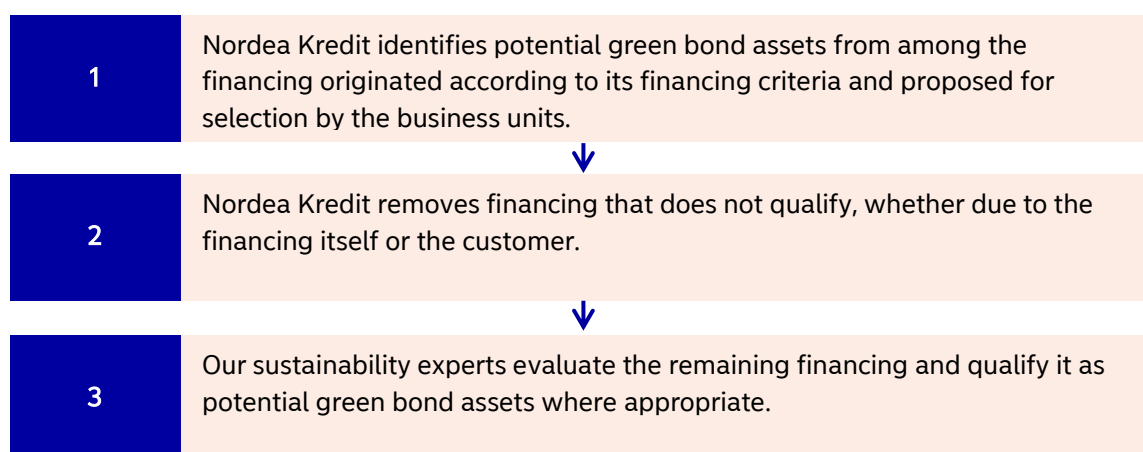 1
Nordea Kredit identifies potential green bond assets from among the
financing originated according to its financing criteria and proposed for
selection by the business units.
2
Nordea Kredit removes financing that does not qualify, whether due to the
financing itself or the customer.
3
Our sustainability experts evaluate the remaining financing and qualify it as
potential green bond assets where appropriate.